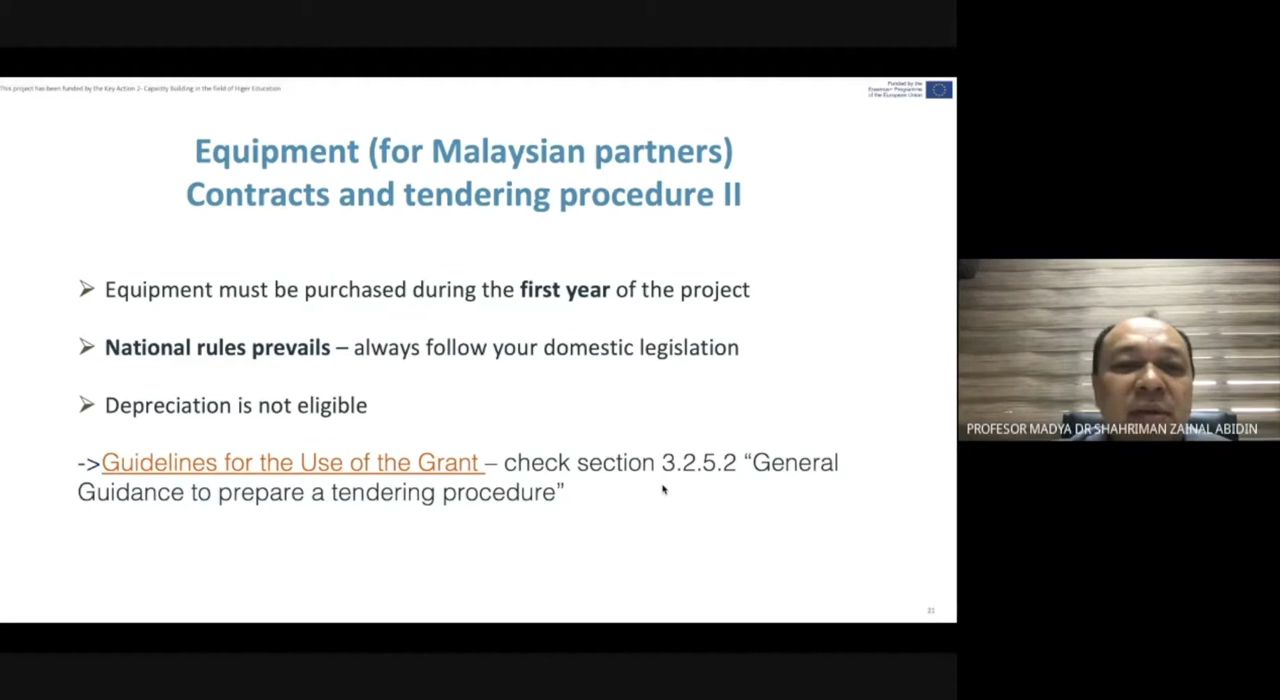 This project has been funded by the Key Action 2- Capacity Building in the field of Higer Education
Funded by the
Erasmus+ Programme
of the European Union
Equipment (for Malaysian partners)
Contracts and tendering procedure II
➢ Equipment must be purchased during the first year of the project
➢ National rules prevails – always follow your domestic legislation
➢ Depreciation is not eligible
->Guidelines for the Use of the Grant – check section 3.2.5.2 “General
Guidance to prepare a tendering procedure”
PROFESOR MADYA DR SHAHRIMAN ZAINAL ABIDIN
21